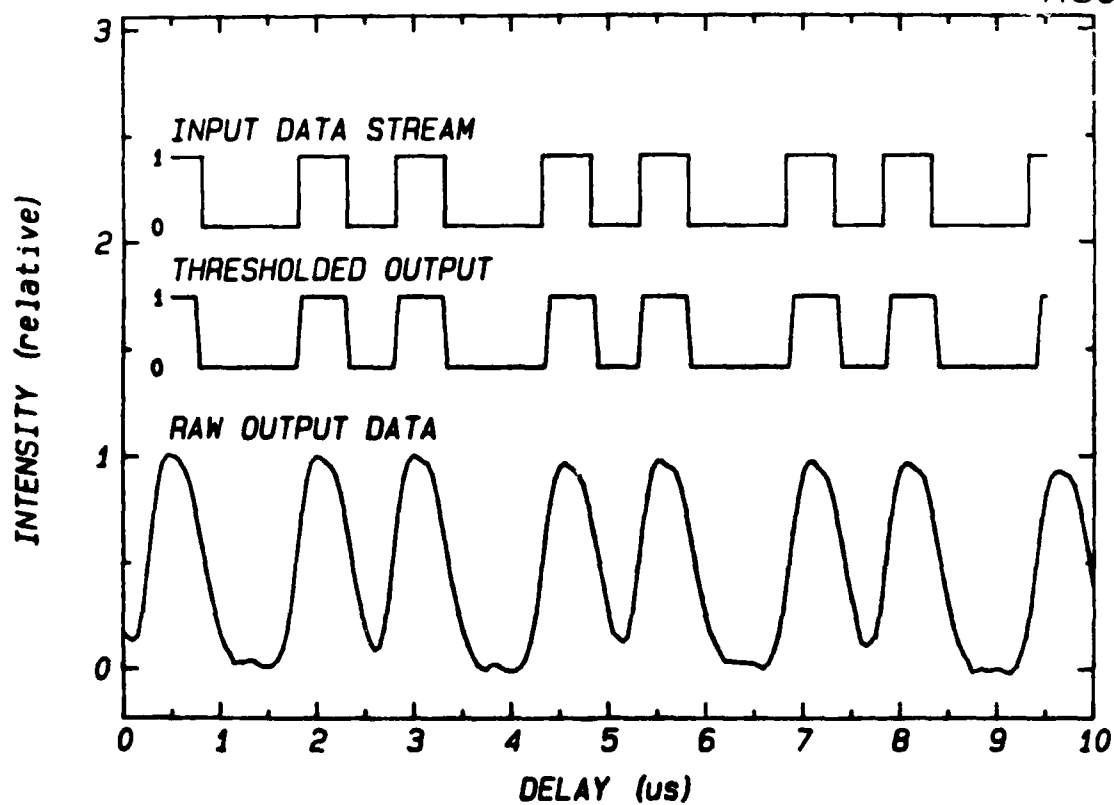 3
INPUT DATA STREAM
1
0
2
THRESHOLDED OUTPUT
1
0
RAW OUTPUT DATA
1
0
INTENSITY (relative)
0 1 2 3 4 5 6 7 8 9 10
DELAY (us)